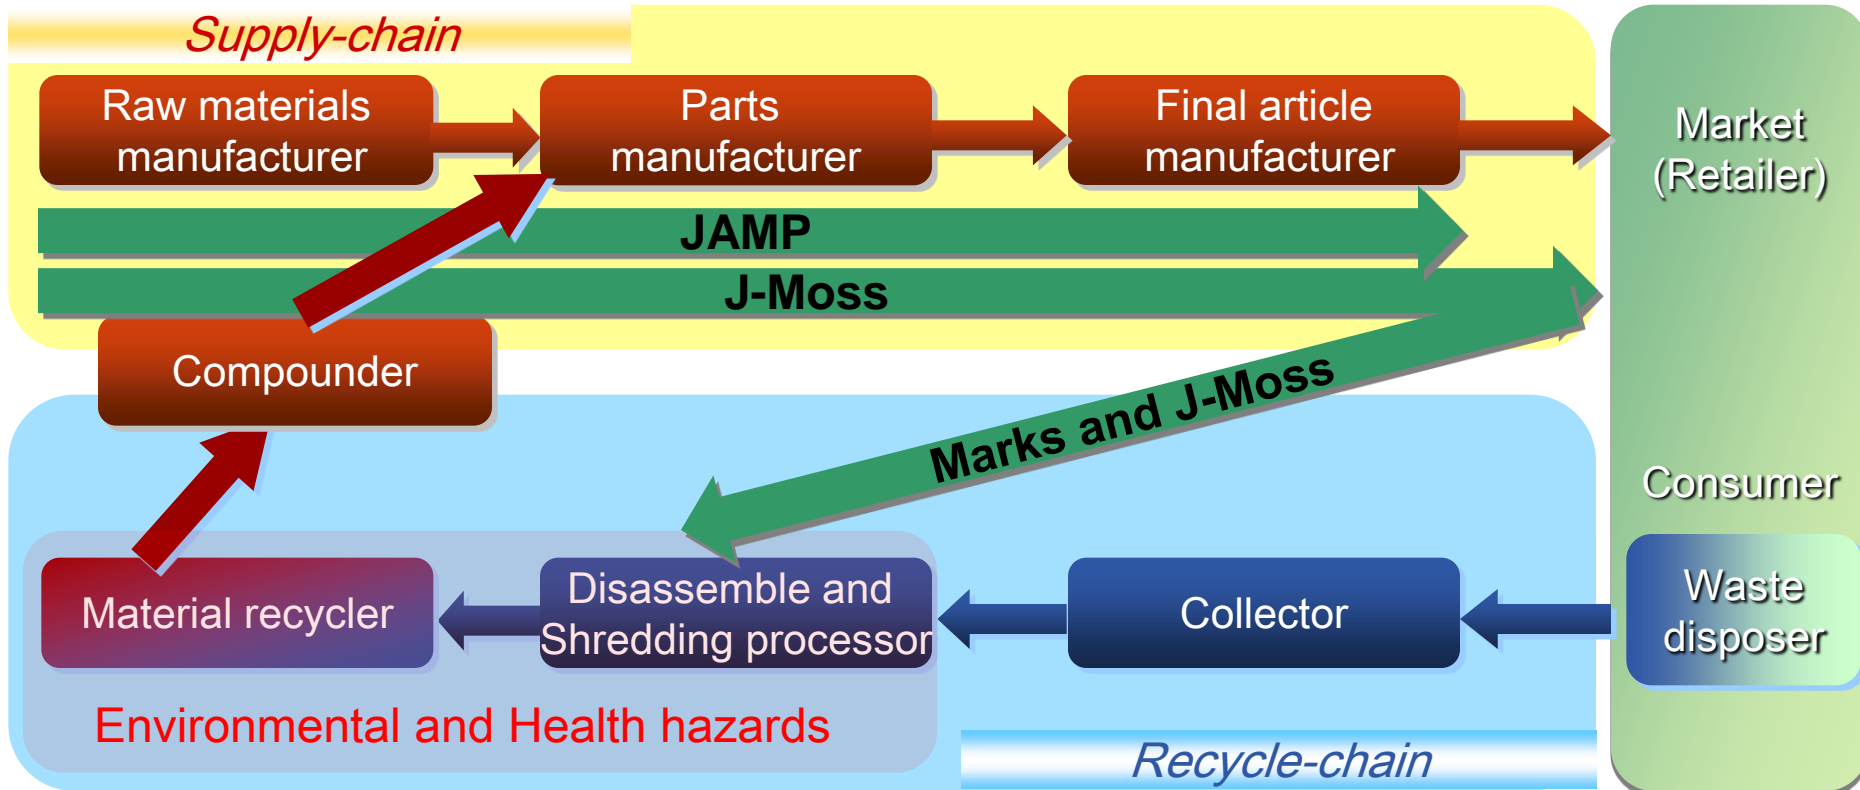 Supply-chain
Raw materials
manufacturer
Parts
manufacturer
Final article
manufacturer
Market
(Retailer)
JAMP
J-Moss
Compounder
Marks and J-Moss
Consumer
Material recycler
Disassemble and
Shredding processor
Collector
Waste
disposer
Environmental and Health hazards
Recycle-chain